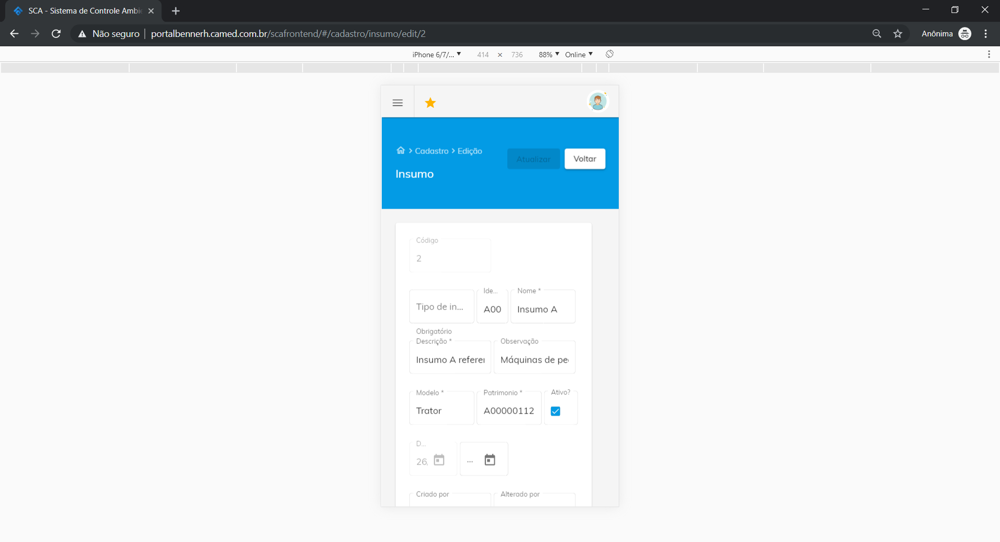 SCA - Sistema de Controle Ambie
Não seguro | portalbennerh.camed.com.br/scafrontend/#/cadastro/insumo/edit/2
Anônima
iPhone 6/7/... 414 × 736 88% Online
Cadastro Edição
Atualizar
Voltar
Insumo
Código
2
Tipo de in...
Ide...
A00
Nome *
Insumo A
Obrigatório
Descrição *
Insumo A referen
Observação
Máquinas de pe
Modelo *
Trator
Patrimonio *
A00000112
Ativo?
D...
26/
...
Criado por
Alterado por